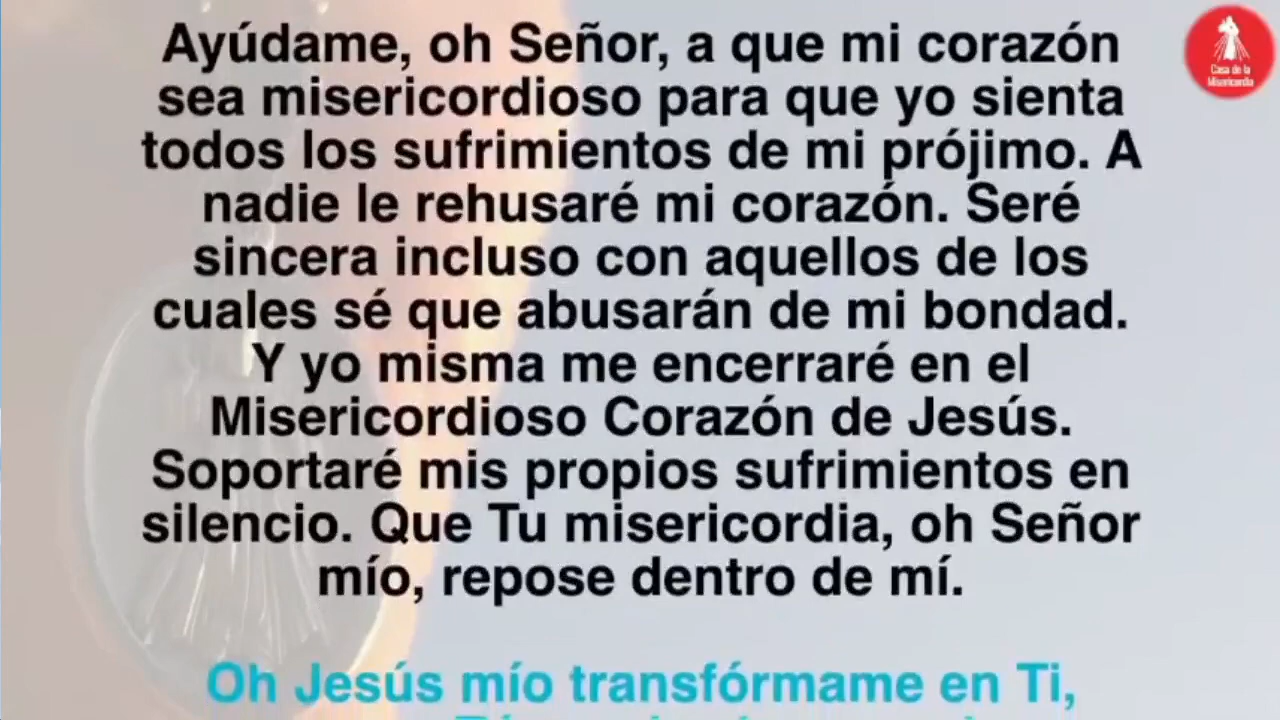 Ayúdame, oh Señor, a que mi corazón
sea misericordioso para que yo sienta
todos los sufrimientos de mi prójimo. A
nadie le rehusaré mi corazón. Seré
sincera incluso con aquellos de los
cuales sé que abusarán de mi bondad.
Y yo misma me encerraré en el
Misericordioso Corazón de Jesús.
Soportaré mis propios sufrimientos en
silencio. Que Tu misericordia, oh Señor
mío, repose dentro de mí.
Oh Jesús mío transfórmame en Ti,
Casa de la
Misericordia